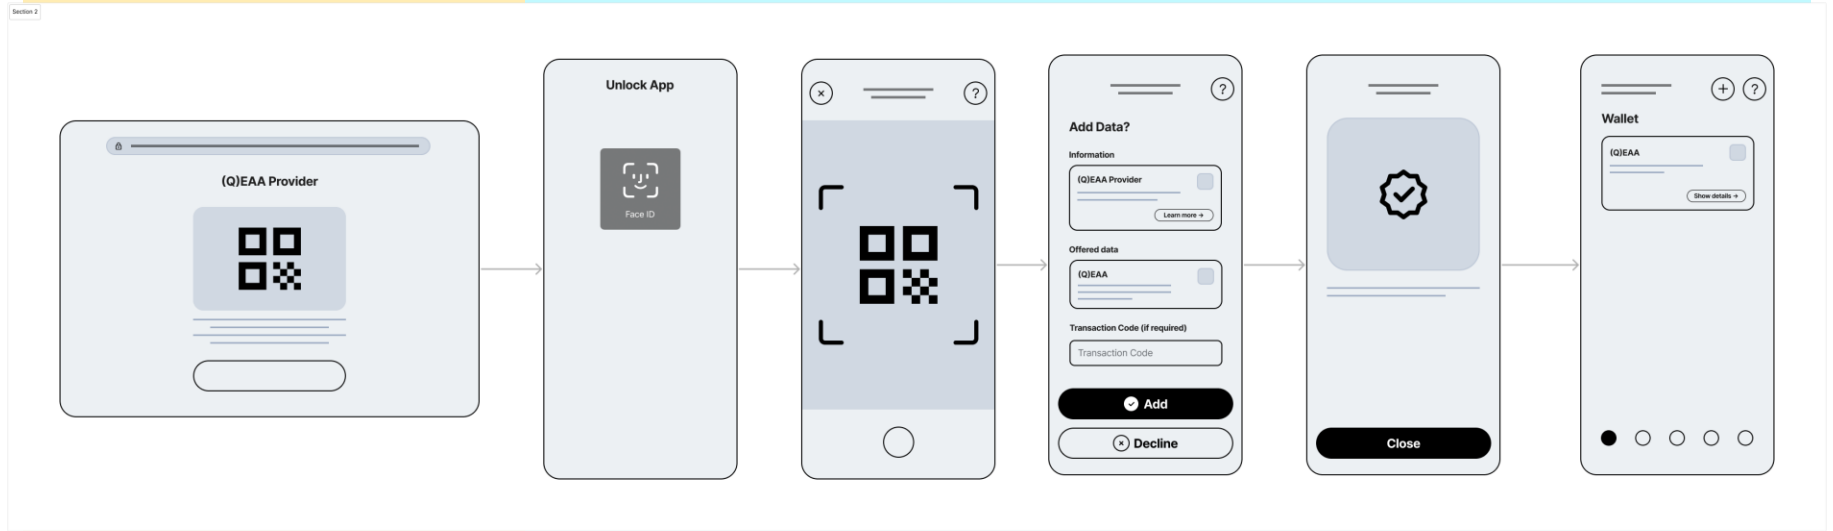 Section 2
(Q)EAA Provider
Unlock App
Face ID
?
Add Data?
Information
(Q)EAA Provider
Learn more →
Offered data
(Q)EAA
Transaction Code (if required)
Transaction Code
Add
Decline
?
Close
?
Wallet
(Q)EAA
Show details →